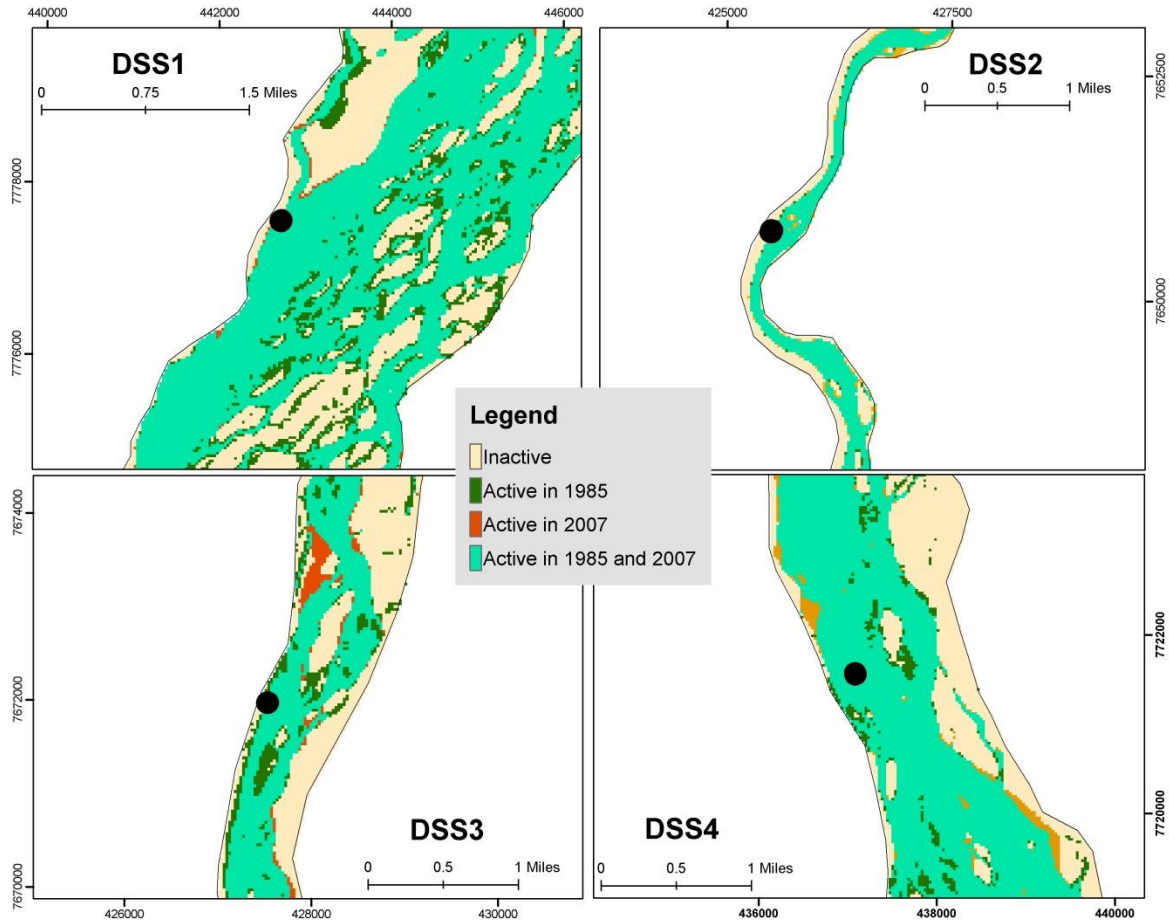 440000 442000 444000 446000
425000 427500
DSS1
0 0.75 1.5 Miles
7778000
7776000
DSS2
0 0.5 1 Miles
7652500
7650000
Legend
Inactive
Active in 1985
Active in 2007
Active in 1985 and 2007
7674000
7672000
7670000
DSS3
0 0.5 1 Miles
426000 428000 430000
DSS4
0 0.5 1 Miles
7722000
7720000
436000 438000 440000